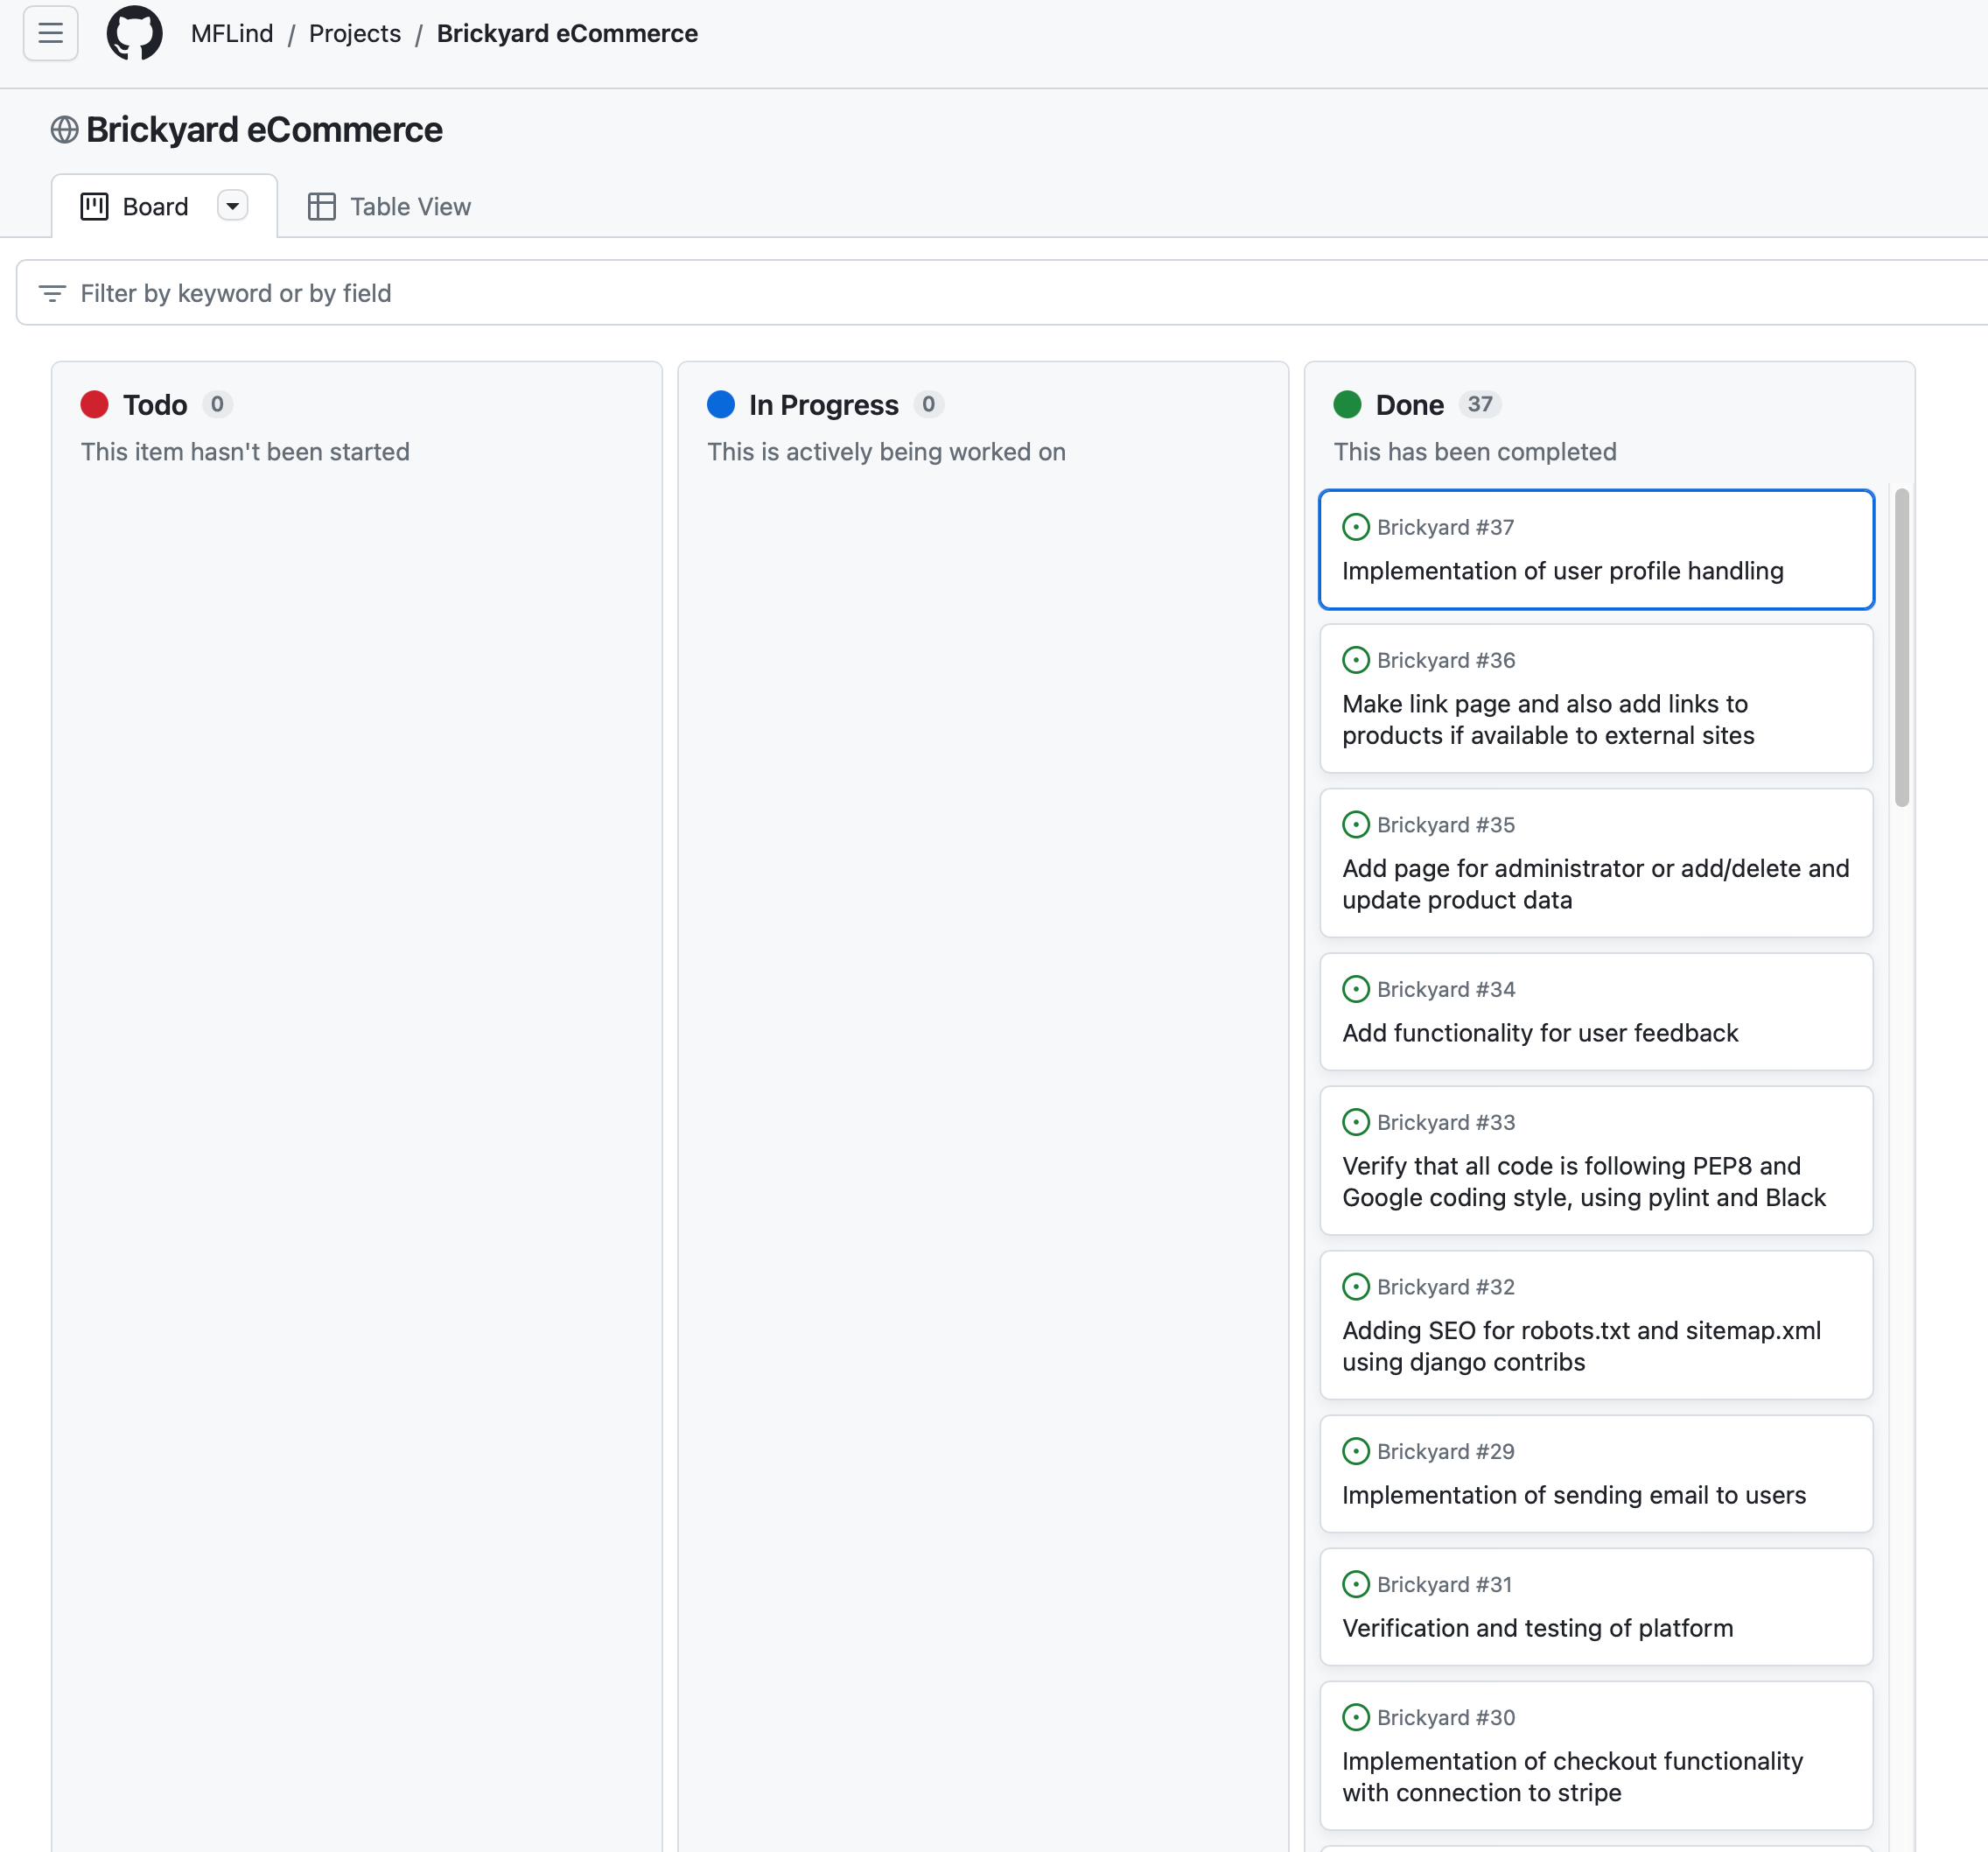 MFLind / Projects / Brickyard eCommerce
Brickyard eCommerce
Board
Table View
Filter by keyword or by field
Todo 0
This item hasn't been started
In Progress 0
This is actively being worked on
Done 37
This has been completed
Brickyard #37
Implementation of user profile handling
Brickyard #36
Make link page and also add links to
products if available to external sites
Brickyard #35
Add page for administrator or add/delete and
update product data
Brickyard #34
Add functionality for user feedback
Brickyard #33
Verify that all code is following PEP8 and
Google coding style, using pylint and Black
Brickyard #32
Adding SEO for robots.txt and sitemap.xml
using django contribs
Brickyard #29
Implementation of sending email to users
Brickyard #31
Verification and testing of platform
Brickyard #30
Implementation of checkout functionality
with connection to stripe